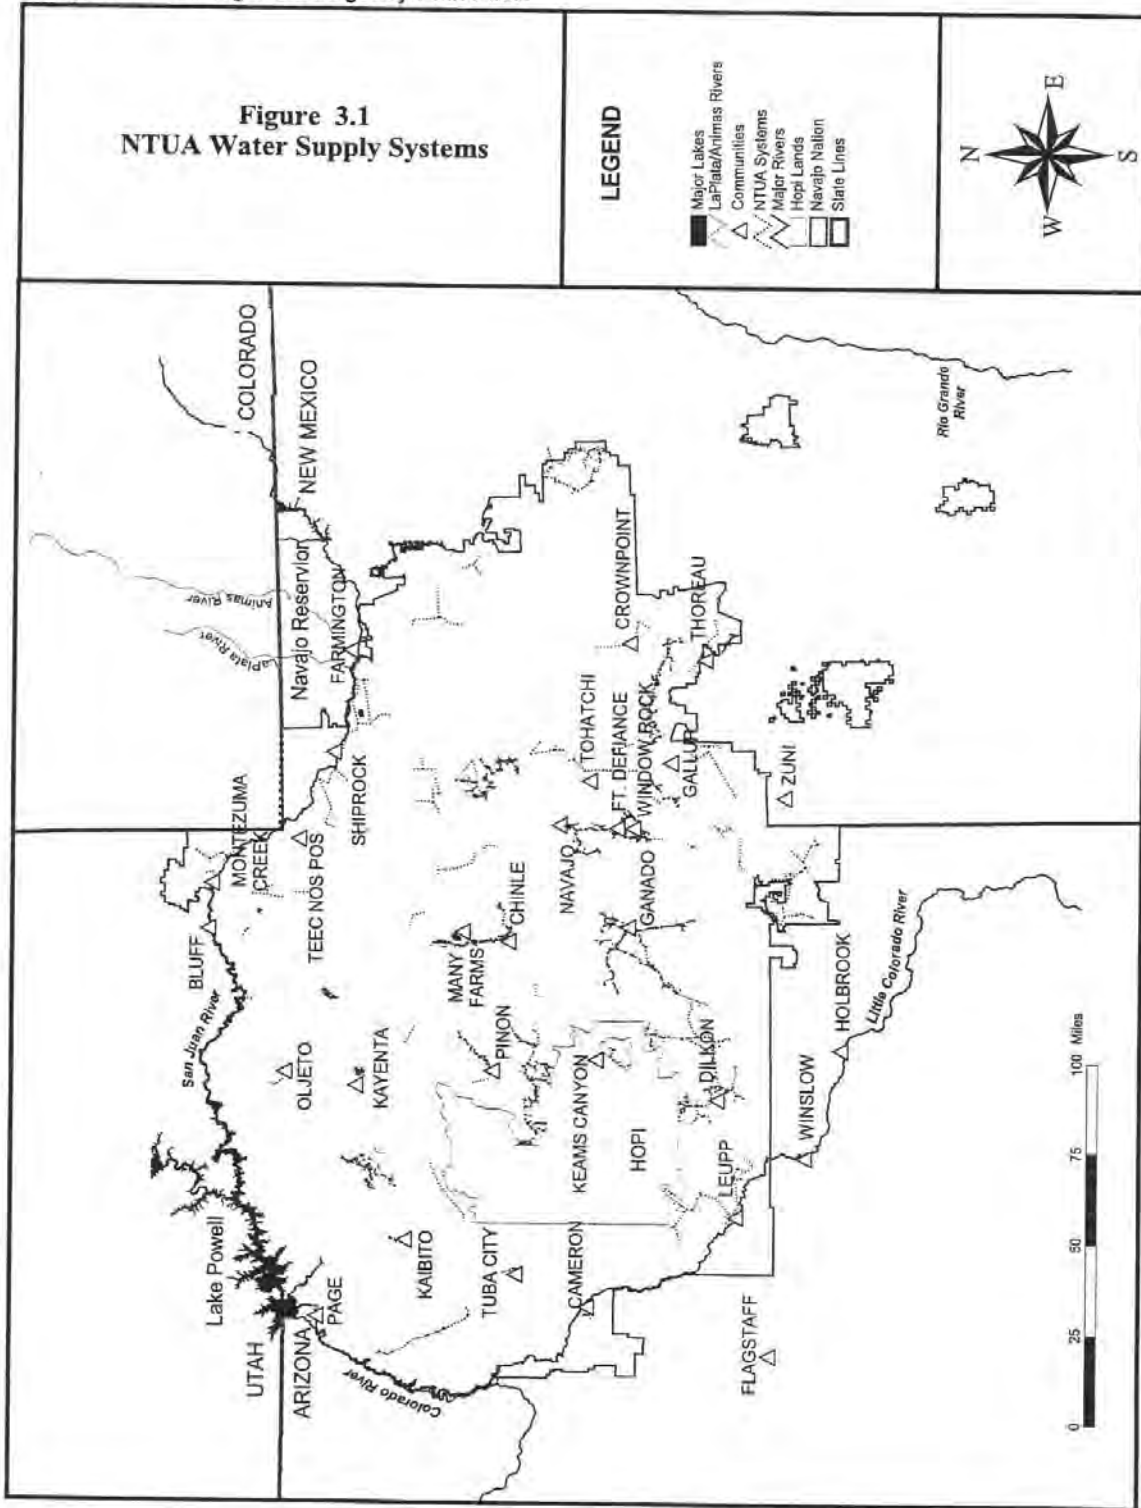 Figure 3.1
NTUA Water Supply Systems
LEGEND
Major Lakes
LaPlata/Animas Rivers
Communities
NTUA Systems
Major Rivers
Hopi Lands
Navajo Nation
State Lines
N
E
W
S
COLORADO
NEW MEXICO
Navajo Reservior
Animas River
LaPlata River
FARMINGTON
MONTEZUMA
CREEK
SHIPROCK
TEEC NOS POS
BLUFF
San Juan River
OLJETO
KAYENTA
Lake Powell
UTAH
ARIZONA
PAGE
KAIBITO
Colorado River
TUBA CITY
CAMERON
MANY
FARMS
CHINLE
PINON
KEAMS CANYON
HOPI
DILKON
LEUPP
NAVAJO
GANADO
TOHATCHI
FT. DEFIANCE
WINDOW ROCK
GALLUP
CROWNPOINT
THOREAU
ZUNI
Rio Grande
River
Little Colorado River
HOLBROOK
WINSLOW
FLAGSTAFF
0
25
50
75
100 Miles